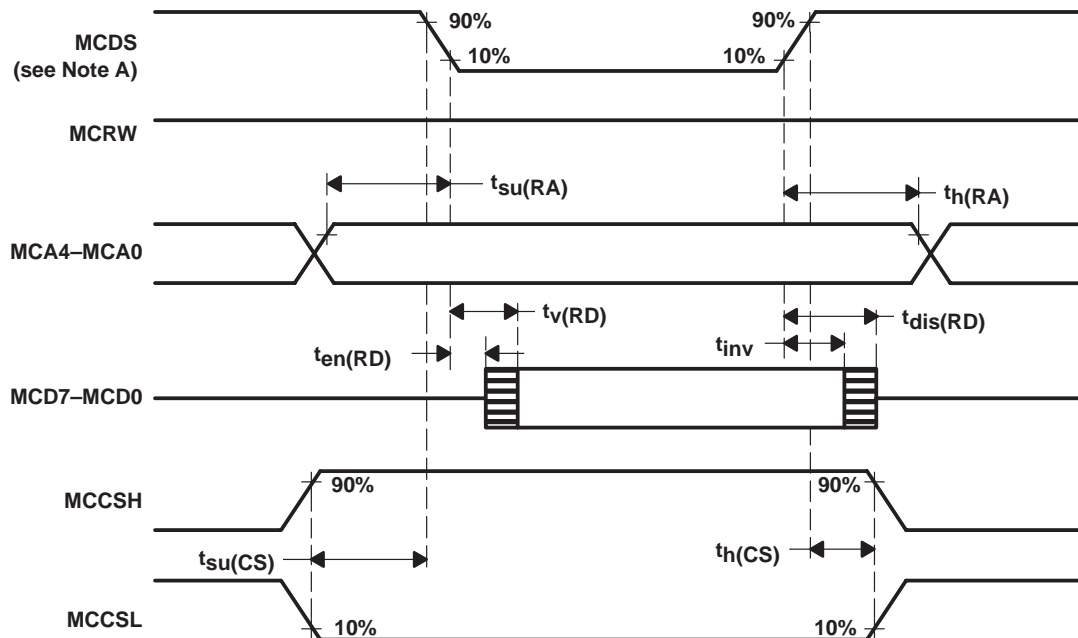 90%
90%
MCDS
(see Note A)
10%
10%
MCRW
tsu(RA)
th(RA)
MCA4–MCA0
tv(RD)
tdis(RD)
ten(RD)
tinv
MCD7–MCD0
MCCSH
90%
90%
tsu(CS)
th(CS)
MCCSL
10%
10%